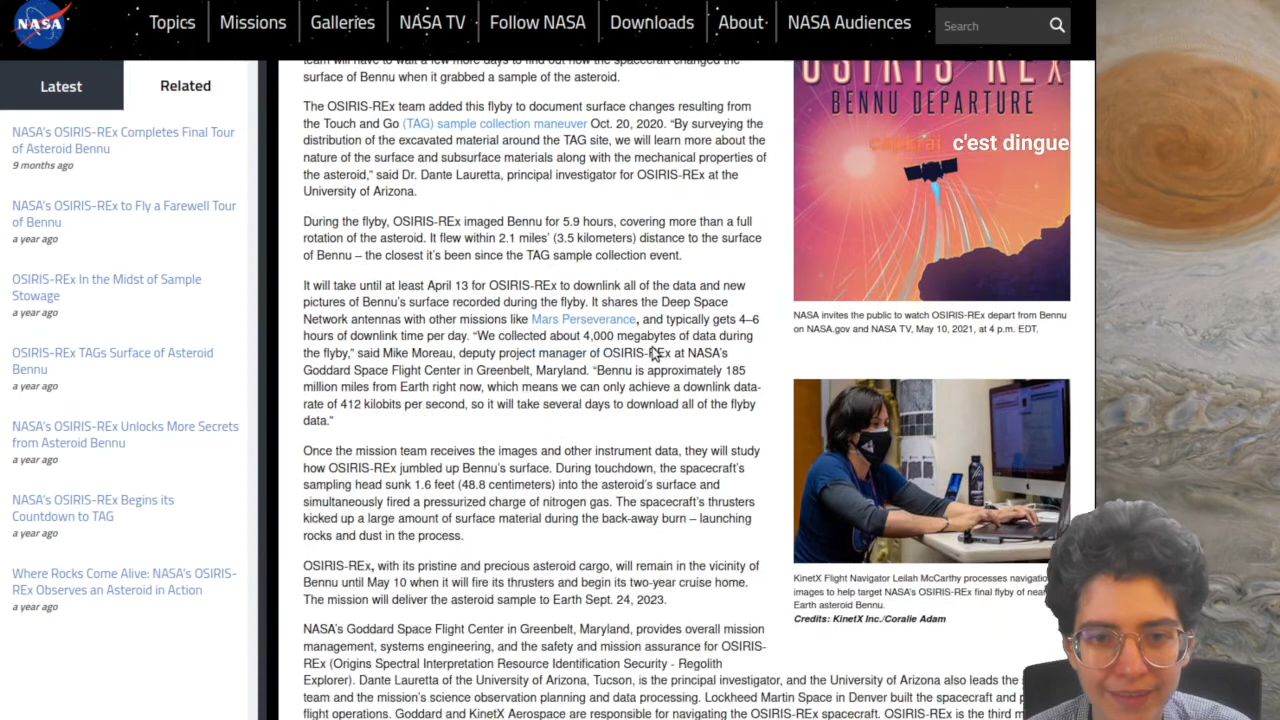 NASA
Topics
Missions
Galleries
NASA TV
Follow NASA
Downloads
About
NASA Audiences
Search
Latest
Related
NASA's OSIRIS-REx Completes Final Tour
of Asteroid Bennu
9 months ago
NASA's OSIRIS-REx to Fly a Farewell Tour
of Bennu
a year ago
OSIRIS-REx In the Midst of Sample
Stowage
a year ago
OSIRIS-REx TAGs Surface of Asteroid
Bennu
a year ago
NASA's OSIRIS-REx Unlocks More Secrets
from Asteroid Bennu
a year ago
NASA's OSIRIS-REx Begins its
Countdown to TAG
a year ago
Where Rocks Come Alive: NASA's OSIRIS-
REx Observes an Asteroid in Action
a year ago
team will have to wait a few more days to find out how the spacecraft changed the
surface of Bennu when it grabbed a sample of the asteroid.
The OSIRIS-REx team added this flyby to document surface changes resulting from
the Touch and Go (TAG) sample collection maneuver Oct. 20, 2020. “By surveying the
distribution of the excavated material around the TAG site, we will learn more about the
nature of the surface and subsurface materials along with the mechanical properties of
the asteroid,” said Dr. Dante Lauretta, principal investigator for OSIRIS-REx at the
University of Arizona.
During the flyby, OSIRIS-REx imaged Bennu for 5.9 hours, covering more than a full
rotation of the asteroid. It flew within 2.1 miles’ (3.5 kilometers) distance to the surface
of Bennu – the closest it’s been since the TAG sample collection event.
It will take until at least April 13 for OSIRIS-REx to downlink all of the data and new
pictures of Bennu’s surface recorded during the flyby. It shares the Deep Space
Network antennas with other missions like Mars Perseverance, and typically gets 4–6
hours of downlink time per day. “We collected about 4,000 megabytes of data during
the flyby,” said Mike Moreau, deputy project manager of OSIRIS-REx at NASA’s
Goddard Space Flight Center in Greenbelt, Maryland. “Bennu is approximately 185
million miles from Earth right now, which means we can only achieve a downlink data-
rate of 412 kilobits per second, so it will take several days to download all of the flyby
data.”
Once the mission team receives the images and other instrument data, they will study
how OSIRIS-REx jumbled up Bennu’s surface. During touchdown, the spacecraft’s
sampling head sunk 1.6 feet (48.8 centimeters) into the asteroid’s surface and
simultaneously fired a pressurized charge of nitrogen gas. The spacecraft’s thrusters
kicked up a large amount of surface material during the back-away burn – launching
rocks and dust in the process.
OSIRIS-REx, with its pristine and precious asteroid cargo, will remain in the vicinity of
Bennu until May 10 when it will fire its thrusters and begin its two-year cruise home.
The mission will deliver the asteroid sample to Earth Sept. 24, 2023.
NASA’s Goddard Space Flight Center in Greenbelt, Maryland, provides overall mission
management, systems engineering, and the safety and mission assurance for OSIRIS-
REx (Origins Spectral Interpretation Resource Identification Security - Regolith
Explorer). Dante Lauretta of the University of Arizona, Tucson, is the principal investigator, and the University of Arizona also leads the
team and the mission’s science observation planning and data processing. Lockheed Martin Space in Denver built the spacecraft and
flight operations. Goddard and KinetX Aerospace are responsible for navigating the OSIRIS-REx spacecraft. OSIRIS-REx is the third
OSIRIS-REx
BENNU DEPARTURE
c'est dingue
NASA invites the public to watch OSIRIS-REx depart from Bennu
on NASA.gov and NASA TV, May 10, 2021, at 4 p.m. EDT.
KinetX Flight Navigator Leilah McCarthy processes
images to help target NASA's OSIRIS-REx final flyby of
Earth asteroid Bennu.
Credits: KinetX Inc./Coralie Adam